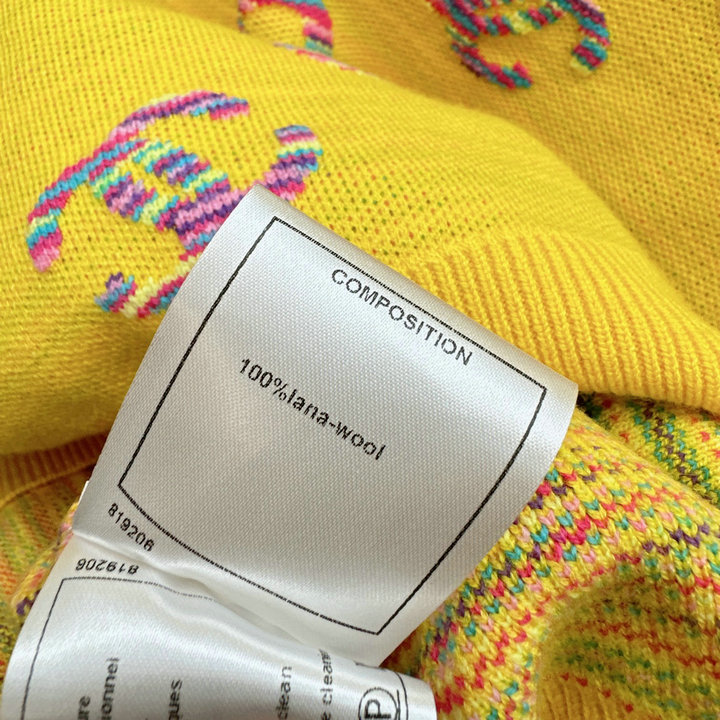 COMPOSITION
100%lana-wool
819206
819206
P